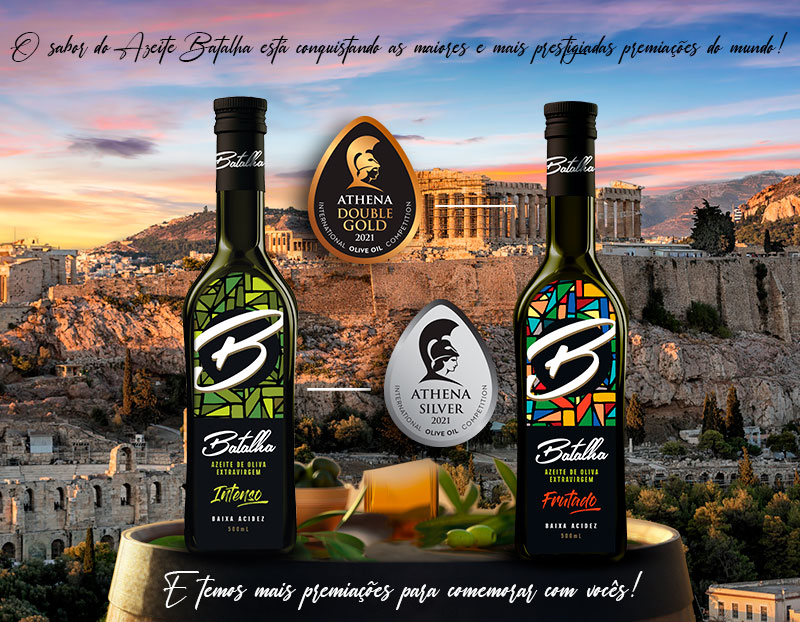 O sabor do Azeite Batalha está conquistando as maiores e mais prestigiadas premiações do mundo!
Batalha
Batalha
ATHENA
DOUBLE
GOLD
2021
INTERNATIONAL OLIVE OIL COMPETITION
B
B
ATHENA
SILVER
2021
INTERNATIONAL OLIVE OIL COMPETITION
Batalha
AZEITE DE OLIVA
EXTRAVIRGEM
Intenso
BAIXA ACIDEZ
500mL
Batalha
AZEITE DE OLIVA
EXTRAVIRGEM
Frutado
BAIXA ACIDEZ
500mL
E temos mais premiações para comemorar com vocês!